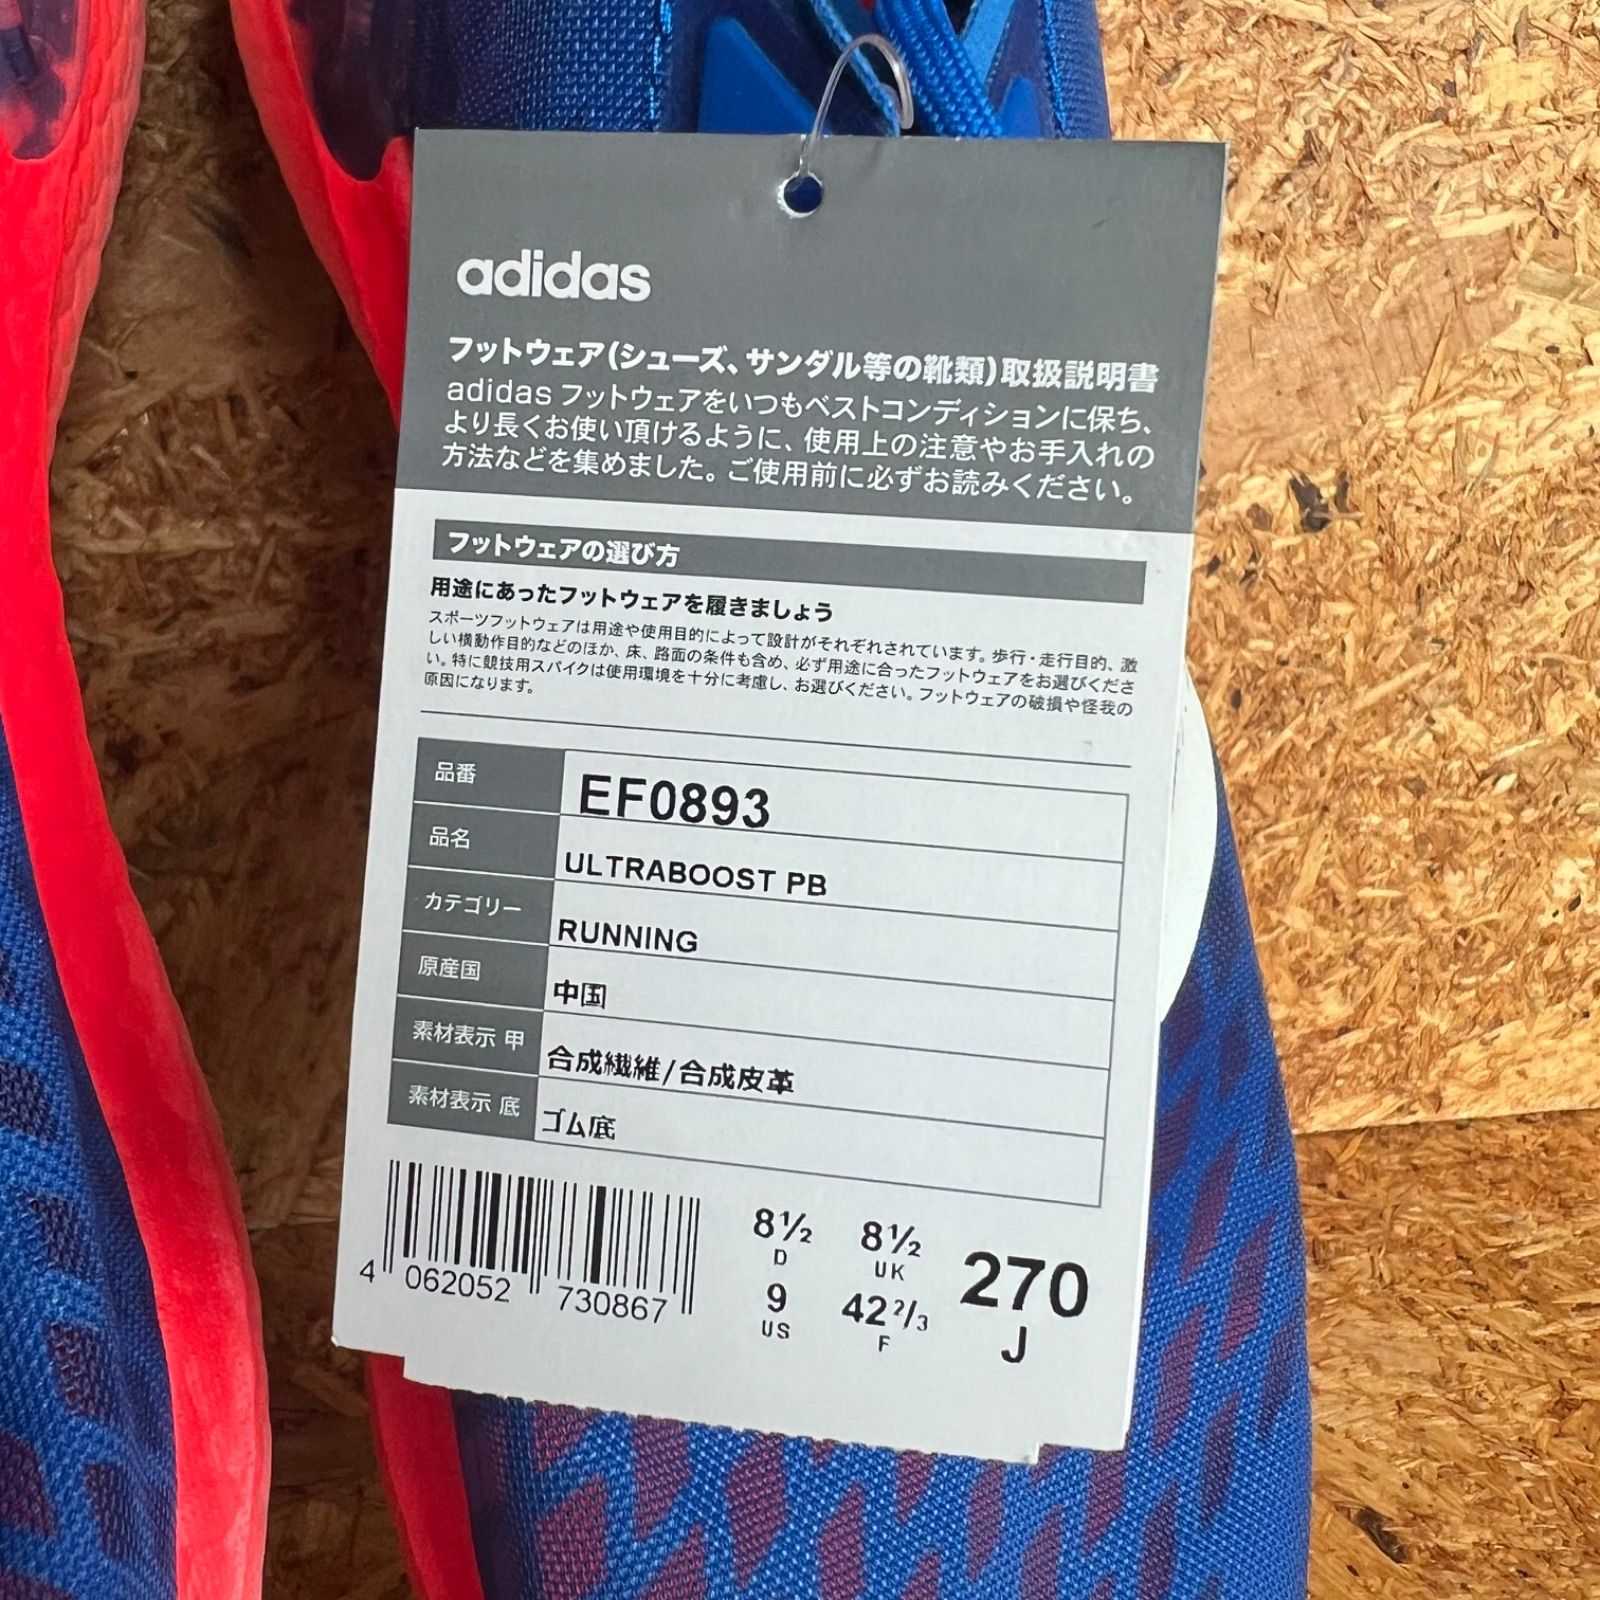 adidas
フットウェア(シューズ、サンダル等の靴類)取扱説明書
adidas フットウェアをいつもベストコンディションに保ち、
より長くお使い頂けるように、使用上の注意やお手入れの
方法などを集めました。ご使用前に必ずお読みください。
フットウェアの選び方
用途にあったフットウェアを履きましょう
スポーツフットウェアは用途や使用目的によって設計がそれぞれされています。歩行・走行目的、激
しい横動作目的などのほか、床、路面の条件も含め、必ず用途に合ったフットウェアをお選びくださ
い。特に競技用スパイクは使用環境を十分に考慮し、お選びください。フットウェアの破損や怪我の
原因になります。
品番 EF0893
品名 ULTRABOOST PB
カテゴリー RUNNING
原産国 中国
素材表示 甲 合成繊維/合成皮革
素材表示 底 ゴム底
4 062052 730867
8½ 8½ 270
D UK J
9 42 2/3
US F